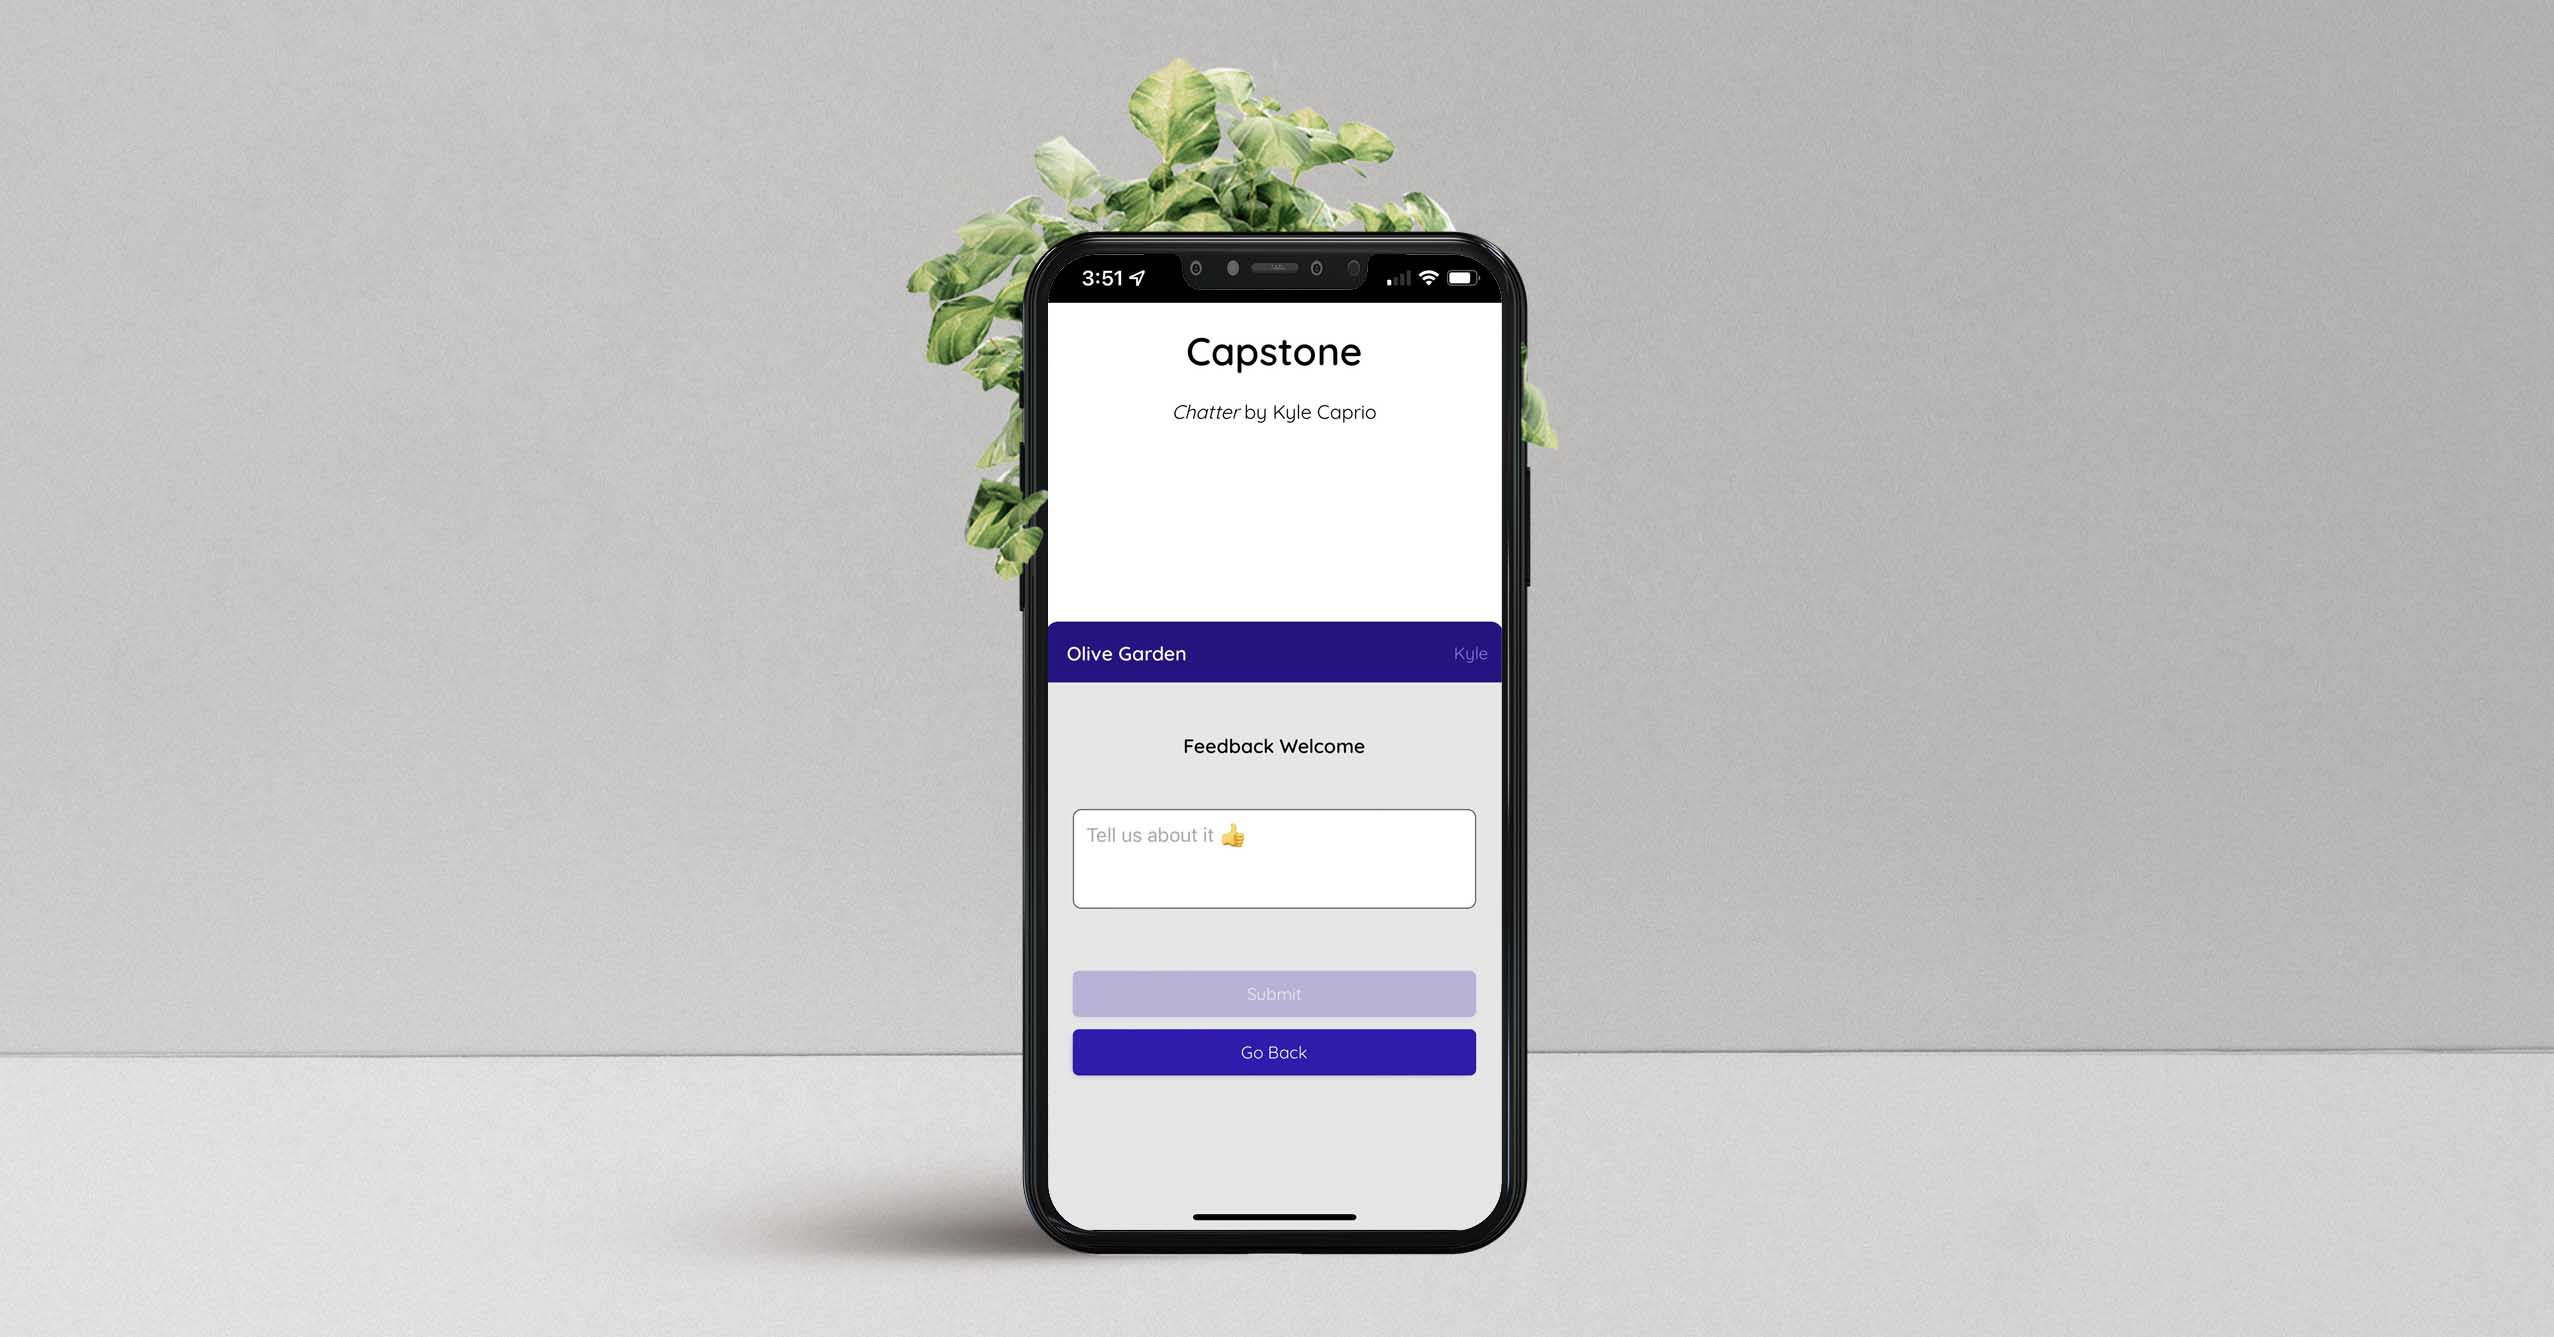 3:51
Capstone
Chatter by Kyle Caprio
Olive Garden
Kyle
Feedback Welcome
Tell us about it 👍
Submit
Go Back